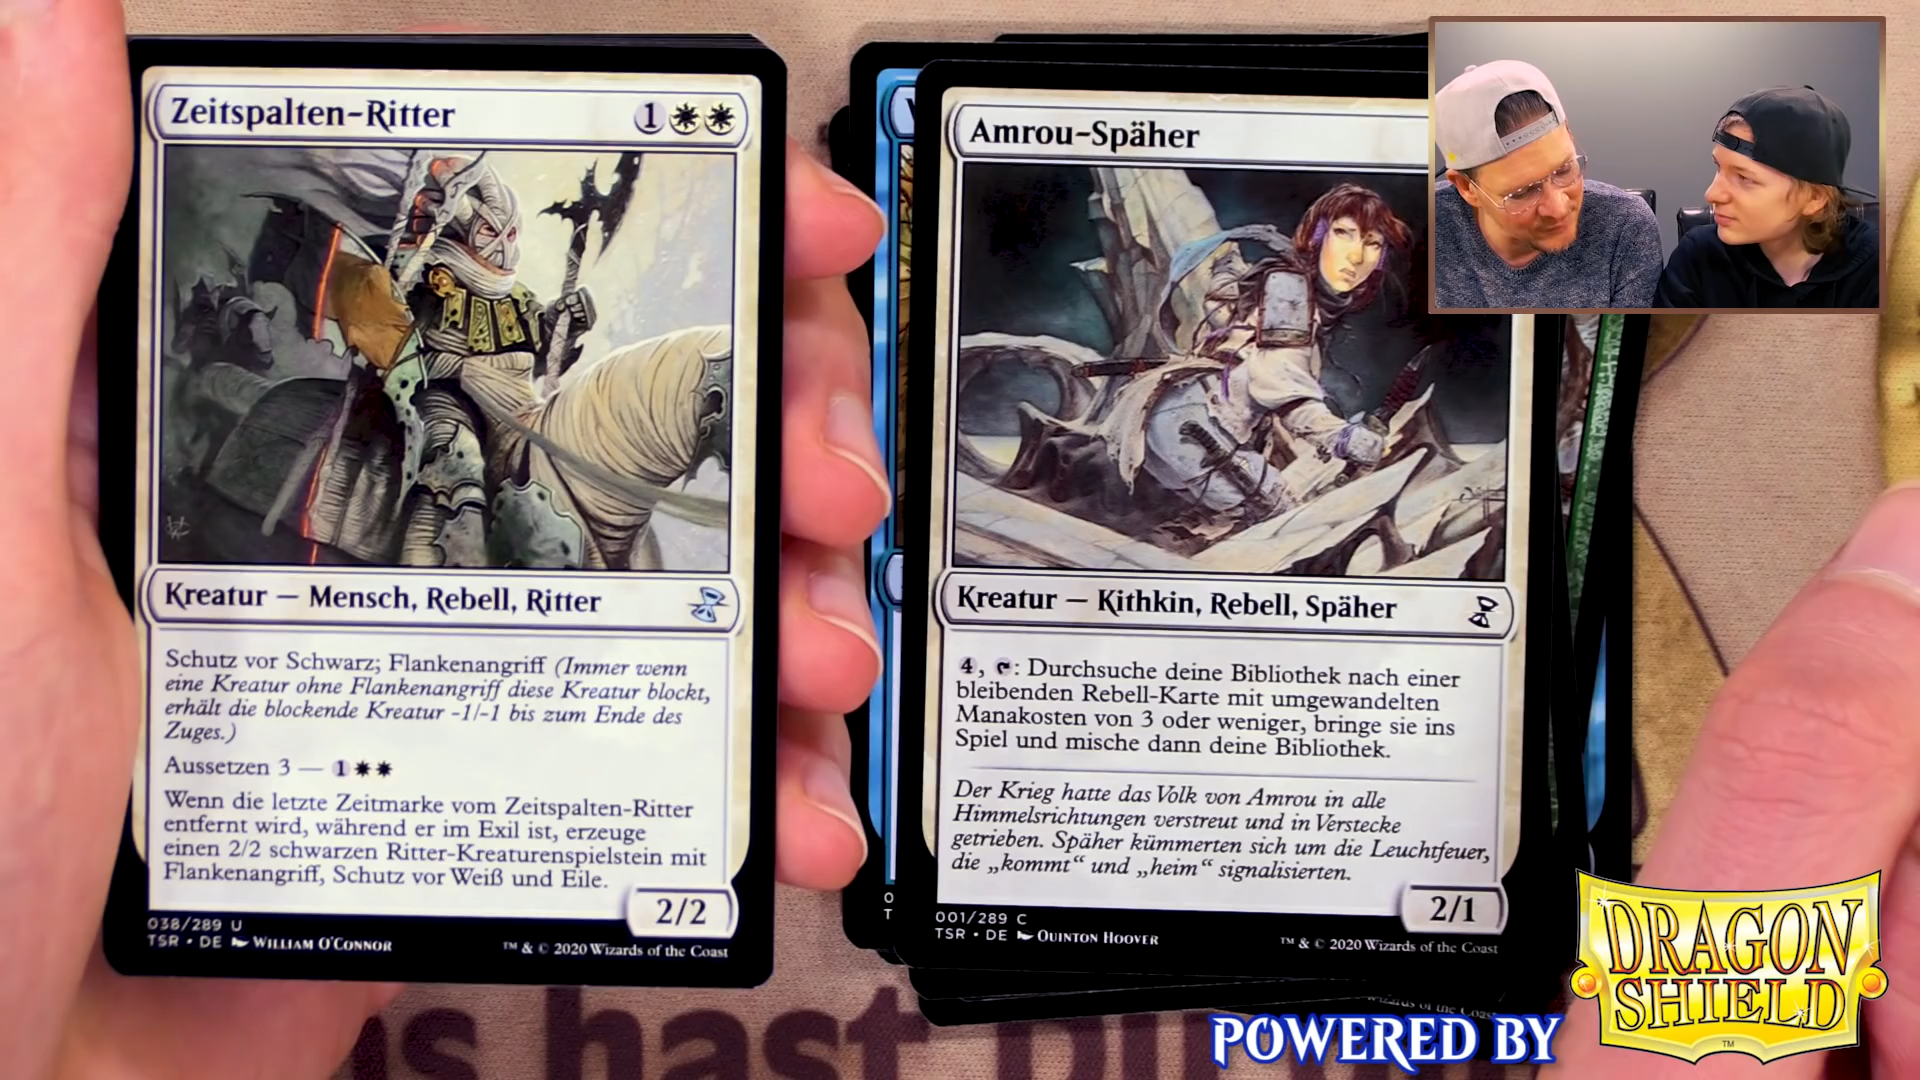 Zeitspalten-Ritter
1
Kreatur — Mensch, Rebell, Ritter
Schutz vor Schwarz; Flankenangriff (Immer wenn
eine Kreatur ohne Flankenangriff diese Kreatur blockt,
erhält die blockende Kreatur -1/-1 bis zum Ende des
Zuges.)
Aussetzen 3 — 1
Wenn die letzte Zeitmarke vom Zeitspalten-Ritter
entfernt wird, während er im Exil ist, erzeuge
einen 2/2 schwarzen Ritter-Kreaturenspielstein mit
Flankenangriff, Schutz vor Weiß und Eile.
2/2
038/289 U
TSR • DE WILLIAM O'CONNOR
™ & © 2020 Wizards of the Coast
Amrou-Späher
Kreatur — Kithkin, Rebell, Späher
4, : Durchsuche deine Bibliothek nach einer
bleibenden Rebell-Karte mit umgewandelten
Manakosten von 3 oder weniger, bringe sie ins
Spiel und mische dann deine Bibliothek.
Der Krieg hatte das Volk von Amrou in alle
Himmelsrichtungen verstreut und in Verstecke
getrieben. Späher kümmerten sich um die Leuchtfeuer,
die „kommt“ und „heim“ signalisierten.
2/1
001/289 C
TSR • DE QUINTON HOOVER
™ & © 2020 Wizards of the Coast
Wizards of the Coast
hast
POWERED BY
DRAGON
SHIELD
™